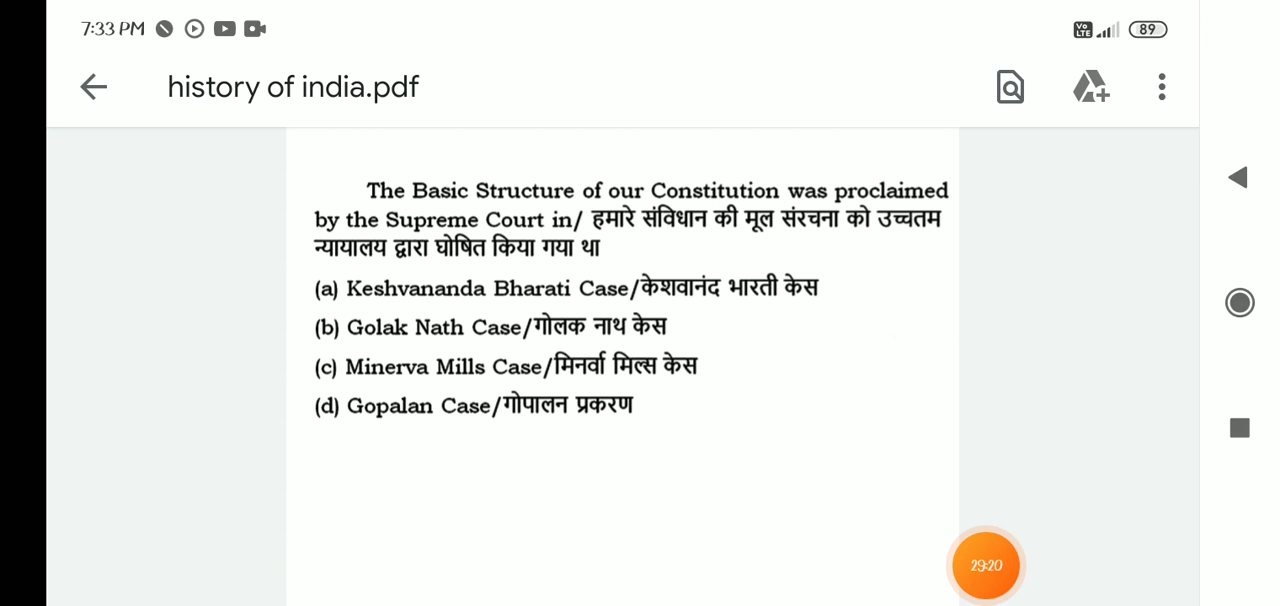 7:33 PM
Vo LTE 89
history of india.pdf
The Basic Structure of our Constitution was proclaimed
by the Supreme Court in/ हमारे संविधान की मूल संरचना को उच्चतम
न्यायालय द्वारा घोषित किया गया था
(a) Keshvananda Bharati Case/केशवानंद भारती केस
(b) Golak Nath Case/गोलक नाथ केस
(c) Minerva Mills Case/मिनर्वा मिल्स केस
(d) Gopalan Case/गोपालन प्रकरण
29:20